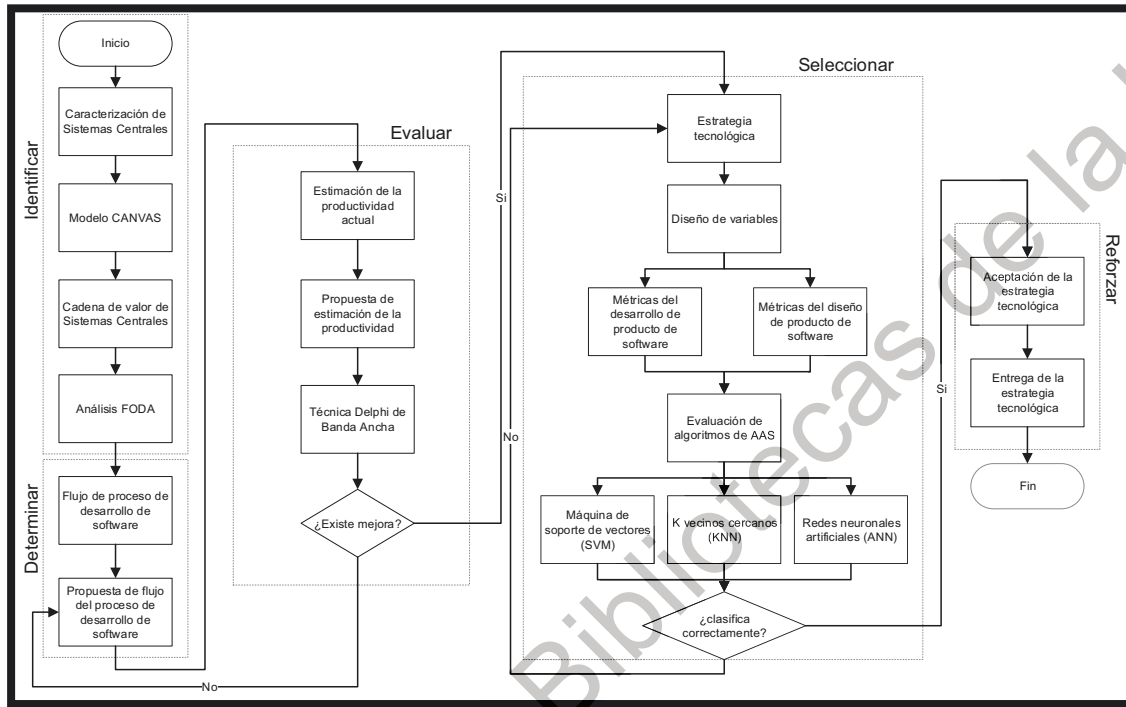 Identificar
Inicio
Caracterización de
Sistemas Centrales
Modelo CANVAS
Cadena de valor de
Sistemas Centrales
Análisis FODA
Determinar
Flujo de proceso de
desarrollo de
software
Propuesta de flujo
del proceso de
desarrollo de
software
Evaluar
Estimación de la
productividad
actual
Propuesta de
estimación de la
productividad
Técnica Delphi de
Banda Ancha
¿Existe mejora?
No
Si
Seleccionar
Estrategia
tecnológica
Diseño de variables
Métricas del
desarrollo de
producto de
software
Métricas del diseño
de producto de
software
Evaluación de
algoritmos de AAS
Máquina de
soporte de vectores
(SVM)
K vecinos cercanos
(KNN)
Redes neuronales
artificiales (ANN)
¿clasifica
correctamente?
No
Si
Reforzar
Aceptación de la
estrategia
tecnológica
Entrega de la
estrategia
tecnológica
Fin
Bibliotecas de la